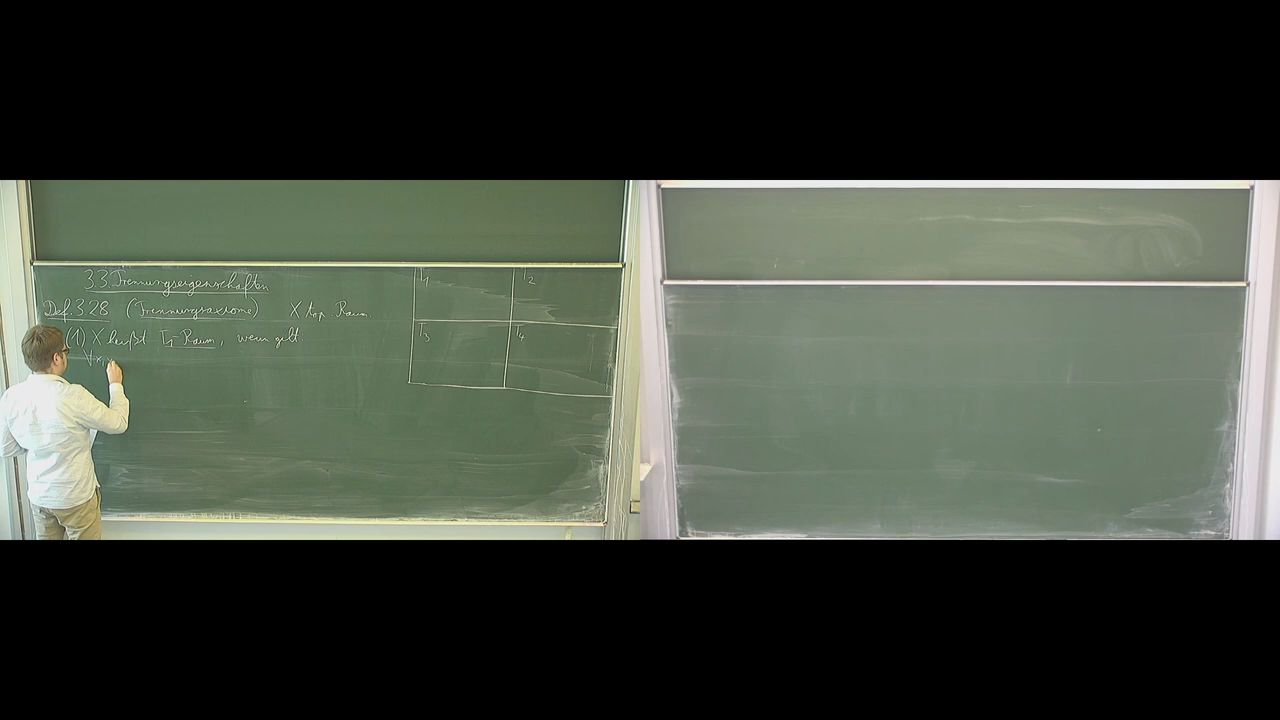 3.3 Trennungseigenschaften
Def. 3.28 (Trennungsaxiome) X top. Raum
(1) X heißt T₁-Raum, wenn gilt
∀x,
T₁ T₂
T₃ T₄